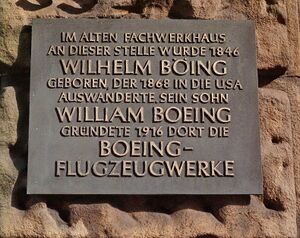 IM ALTEN FACHWERKHAUS
AN DIESER STELLE WURDE 1846
WILHELM BÖING
GEBOREN, DER 1868 IN DIE USA
AUSWANDERTE. SEIN SOHN
WILLIAM BOEING
GRÜNDETE 1916 DORT DIE
BOEING-
FLUGZEUGWERKE